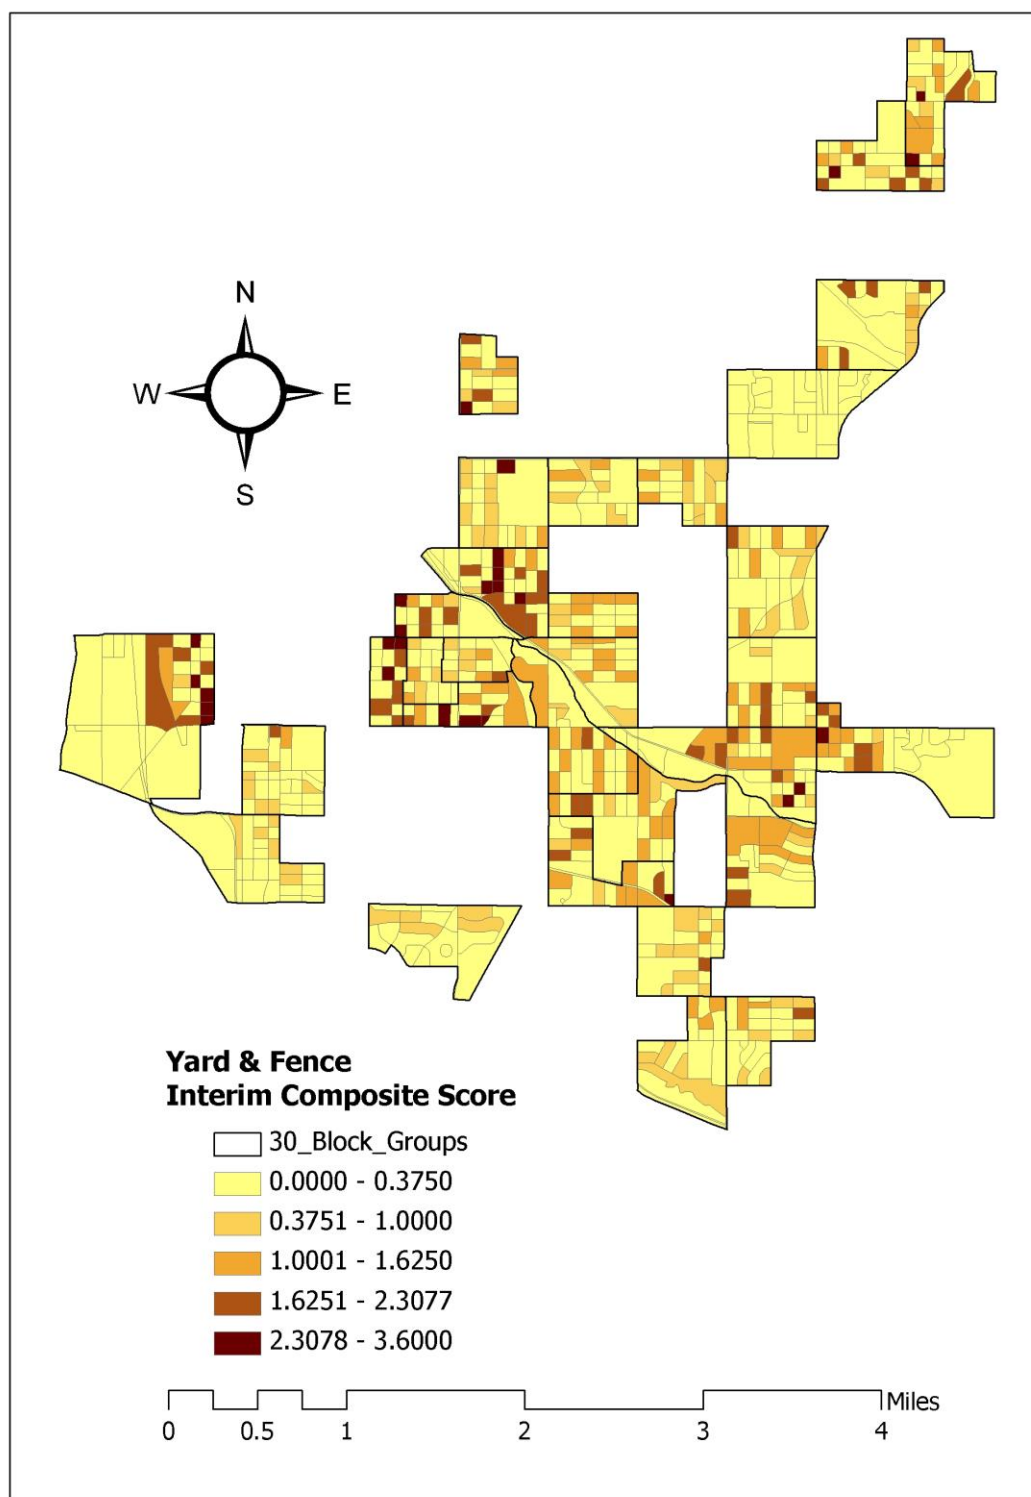 N
W E
S
Yard & Fence
Interim Composite Score
30_Block_Groups
0.0000 - 0.3750
0.3751 - 1.0000
1.0001 - 1.6250
1.6251 - 2.3077
2.3078 - 3.6000
Miles
0 0.5 1 2 3 4